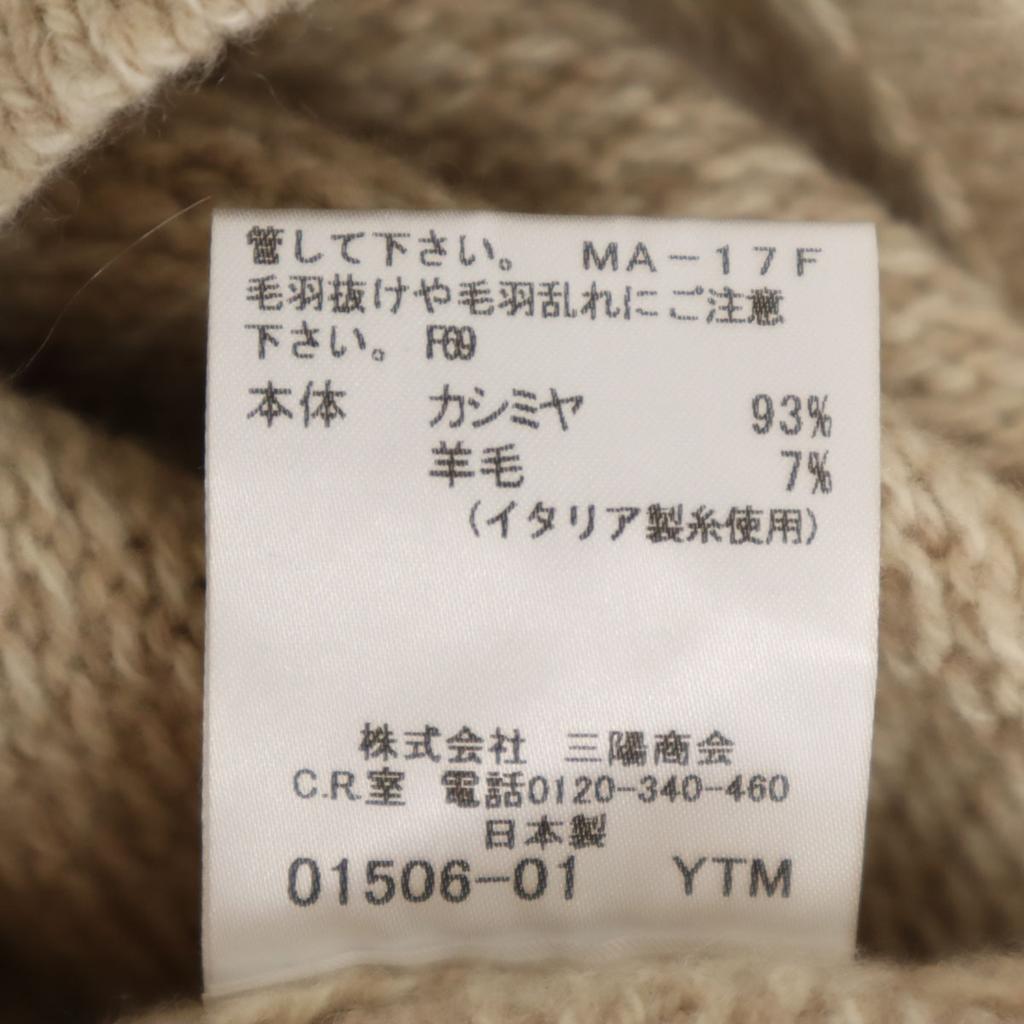 管して下さい。 MA－17F
毛羽抜けや毛羽乱れにご注意
下さい。 F69
本体 カシミヤ 93%
羊毛 7%
(イタリア製糸使用)
株式会社 三陽商会
C.R.室 電話0120-340-460
日本製
01506-01 YTM